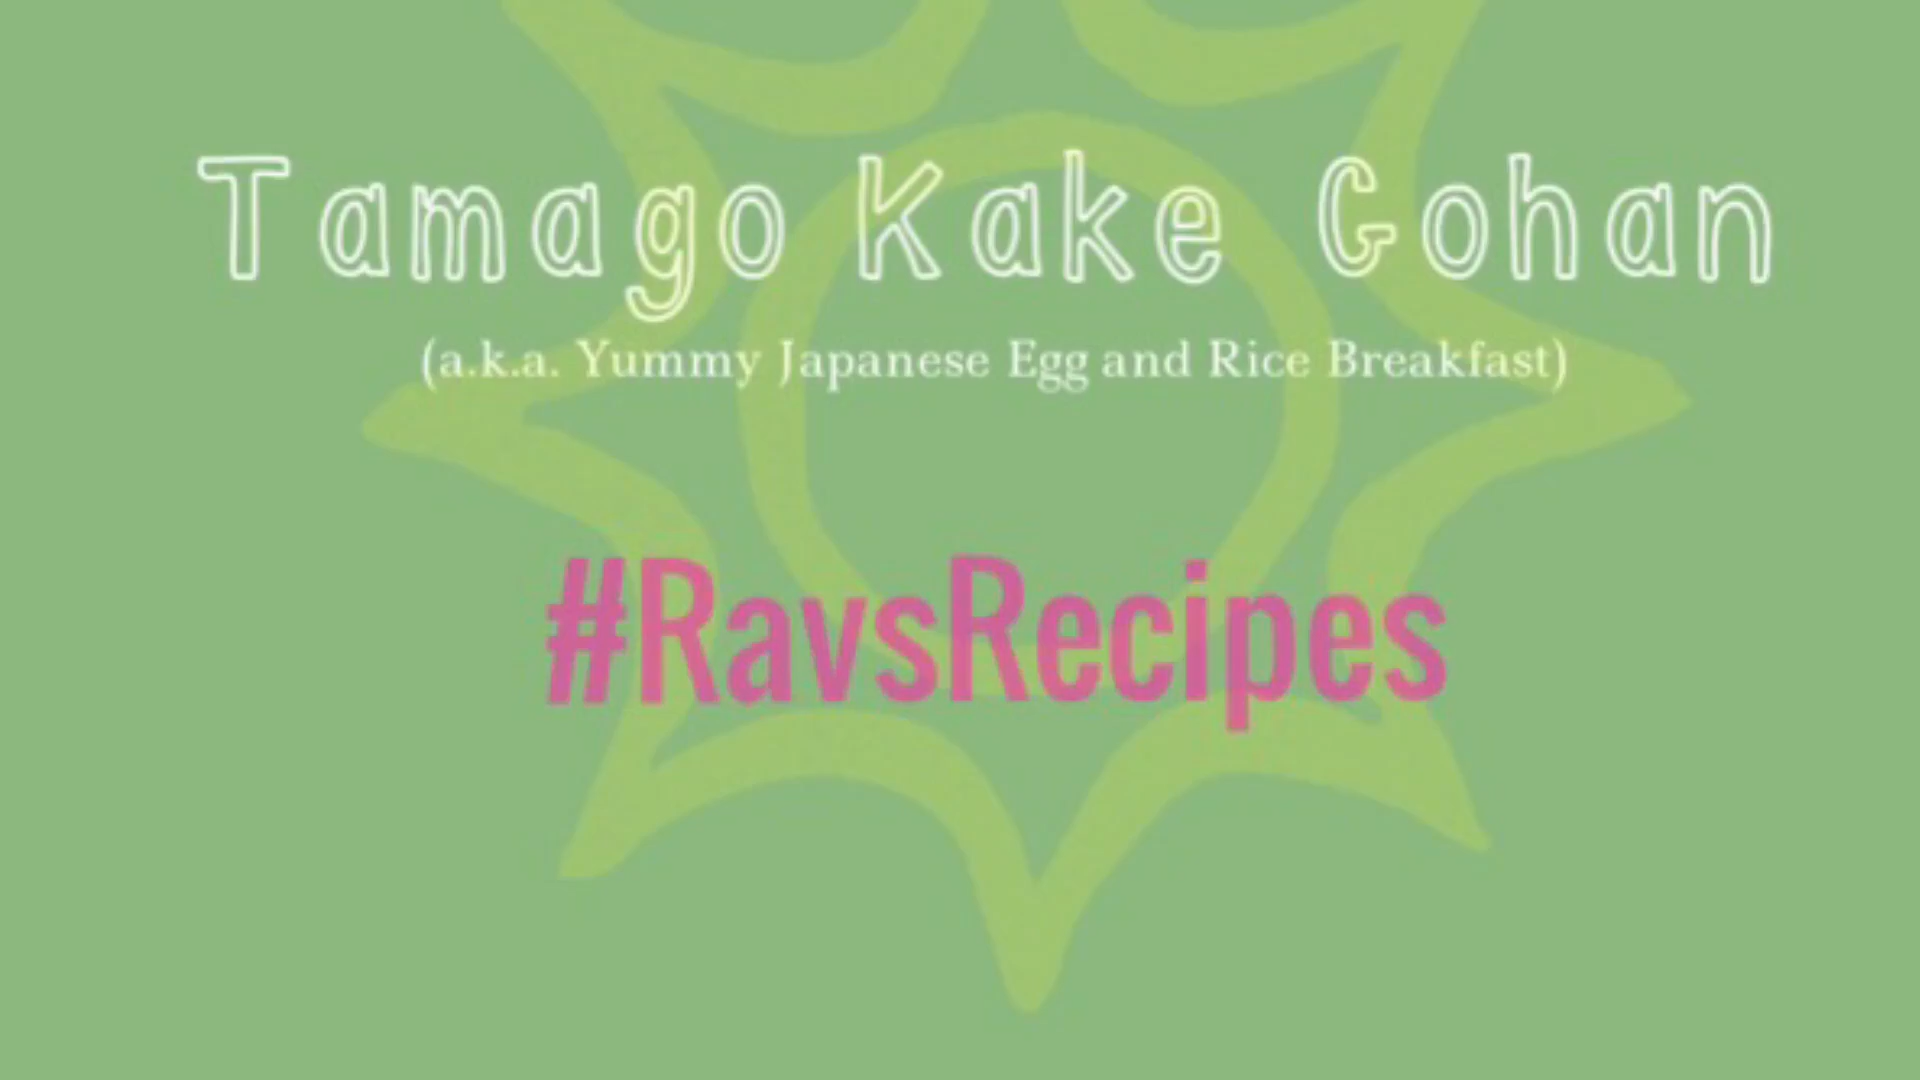 Tamago Kake Gohan
(a.k.a. Yummy Japanese Egg and Rice Breakfast)
#RavsRecipes